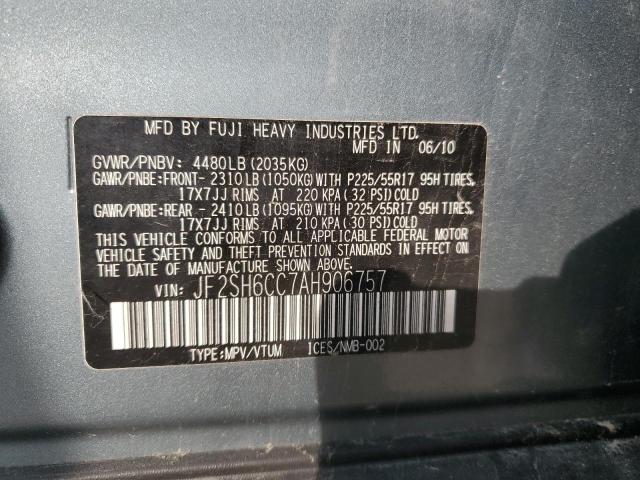 MFD BY FUJI HEAVY INDUSTRIES LTD.
MFD IN 06/10
GVWR/PNBV: 4480LB (2035KG)
GAWR/PNBE:FRONT- 2310LB (1050KG) WITH P225/55R17 95H TIRES,
17X7JJ RIMS AT 220 KPA (32 PSI) COLD
GAWR/PNBE:REAR - 2410LB (1095KG) WITH P225/55R17 95H TIRES,
17X7JJ RIMS AT 210 KPA (30 PSI) COLD
THIS VEHICLE CONFORMS TO ALL APPLICABLE FEDERAL MOTOR
VEHICLE SAFETY AND THEFT PREVENTION STANDARDS IN EFFECT ON
THE DATE OF MANUFACTURE SHOWN ABOVE.
VIN: JF2SH6CC7AH906757
TYPE:MPV/VTUM ICES/NMB-002